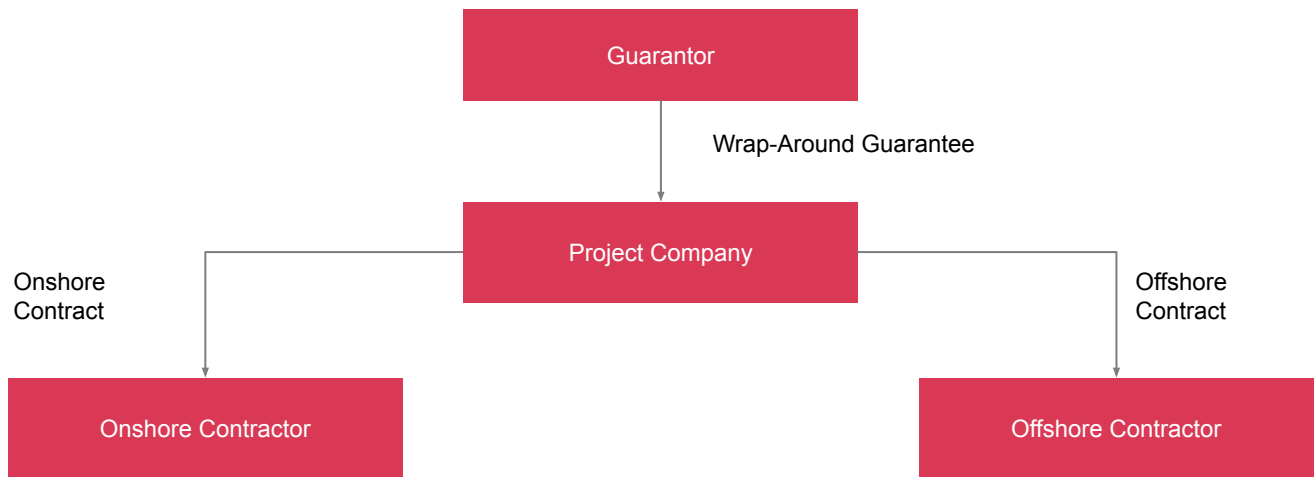 Guarantor
Wrap-Around Guarantee
Project Company
Onshore
Contract
Offshore
Contract
Onshore Contractor
Offshore Contractor